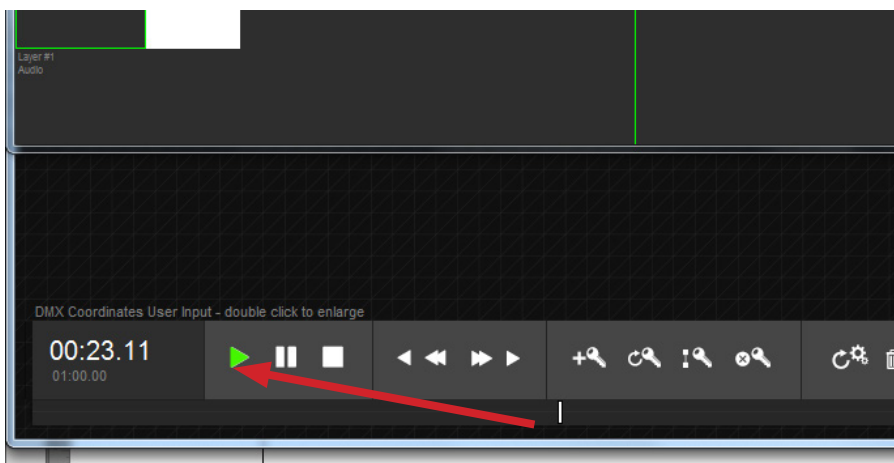 Layer #1
Audio
DMX Coordinates User Input - double click to enlarge
00:23.11
01:00.00